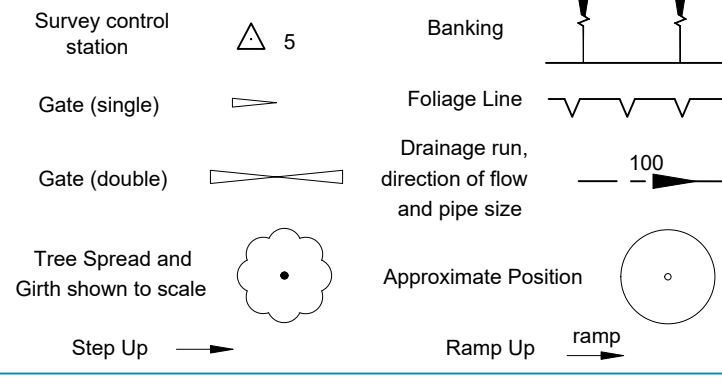 Survey control
station
5
Banking
Gate (single)
Foliage Line
Gate (double)
Drainage run,
direction of flow
and pipe size
100
Tree Spread and
Girth shown to scale
Approximate Position
Step Up
Ramp Up
ramp